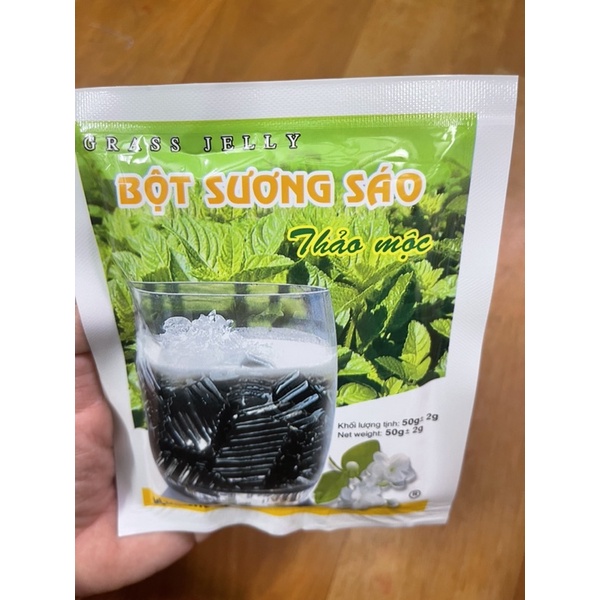 GRASS JELLY
BỘT SƯƠNG SÁO
Thảo mộc
Khối lượng tịnh: 50g± 2g
Net weight: 50g± 2g
®